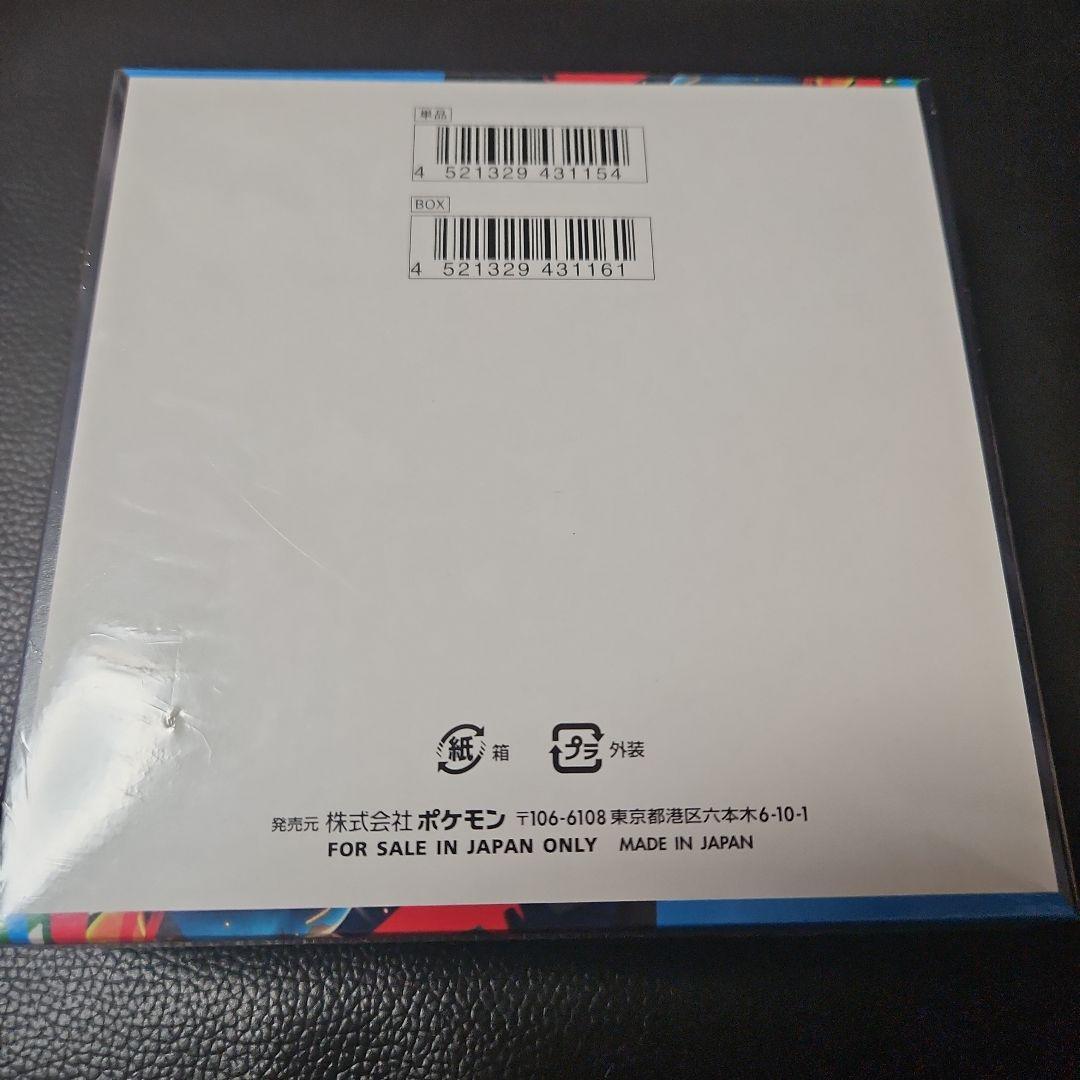 単品
4 521329 431154
BOX
4 521329 431161
紙 箱 プラ 外装
発売元 株式会社 ポケモン 〒106-6108 東京都港区六本木6-10-1
FOR SALE IN JAPAN ONLY MADE IN JAPAN